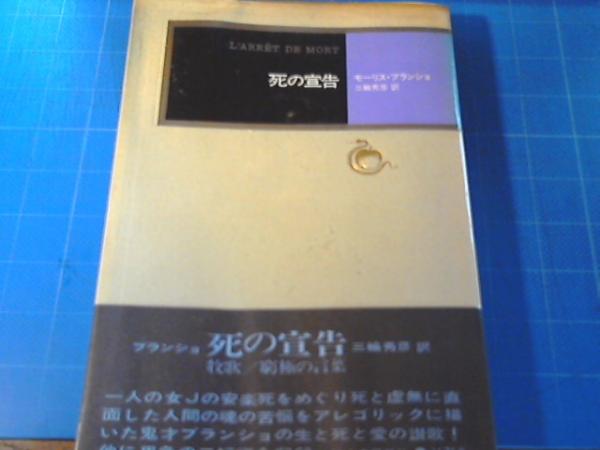 L'ARRÊT DE MORT
死の宣告
モーリス・ブランショ
三輪秀彦 訳
ブランショ 死の宣告 三輪秀彦 訳
牧歌/窮極の言葉
一人の女Jの安楽死をめぐり死と虚無に直
面した人間の魂の苦悩をアレゴリックに描
いた鬼才ブランショの生と死と愛の讃歌!